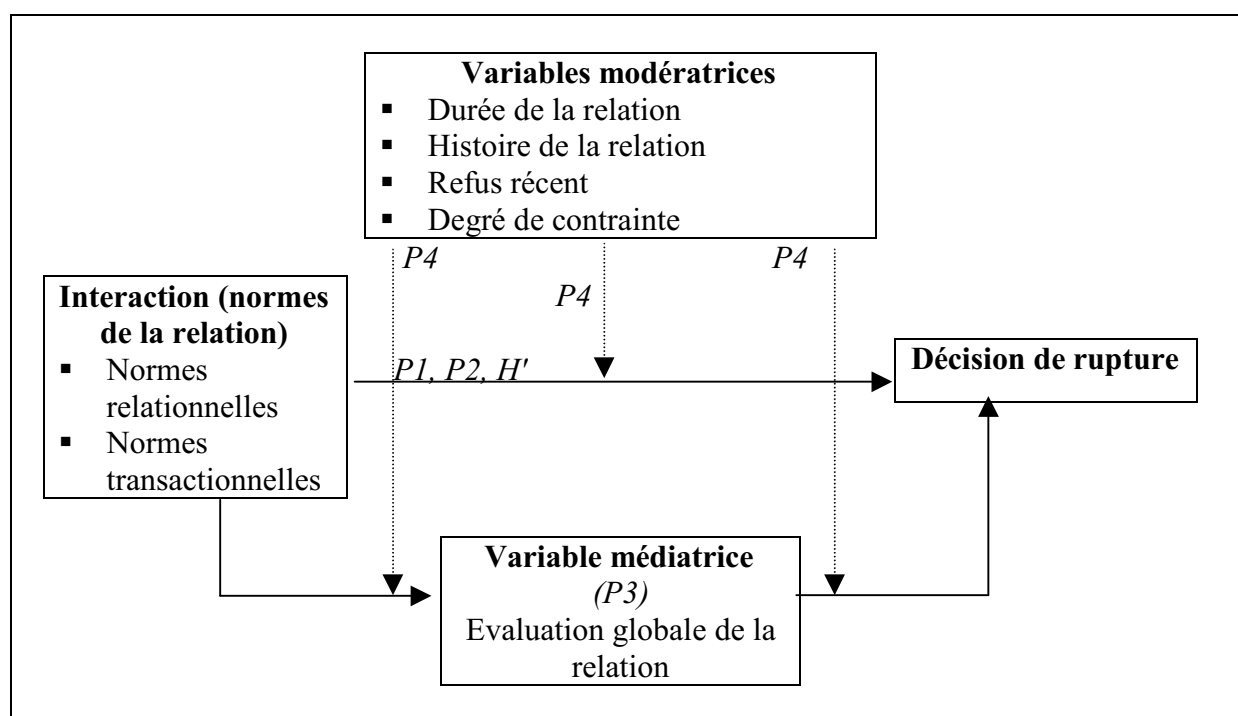 Variables modératrices
▪ Durée de la relation
▪ Histoire de la relation
▪ Refus récent
▪ Degré de contrainte
P4
P4
P4
Interaction (normes
de la relation)
▪ Normes
relationnelles
▪ Normes
transactionnelles
P1, P2, H'
Décision de rupture
Variable médiatrice
(P3)
Evaluation globale de la
relation